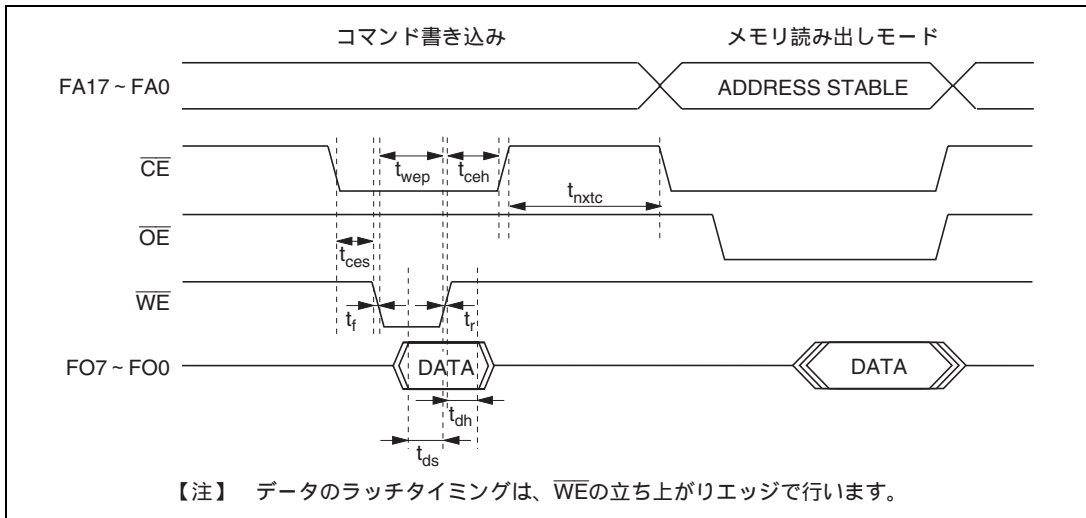 コマンド書き込み メモリ読み出しモード
FA17 ~ FA0 ADDRESS STABLE
CE
twep tceh
tnxtc
OE
tces
WE
tf tr
FO7 ~ FO0 DATA DATA
tdh
tds
【注】 データのラッチタイミングは、WEの立ち上がりエッジで行います。